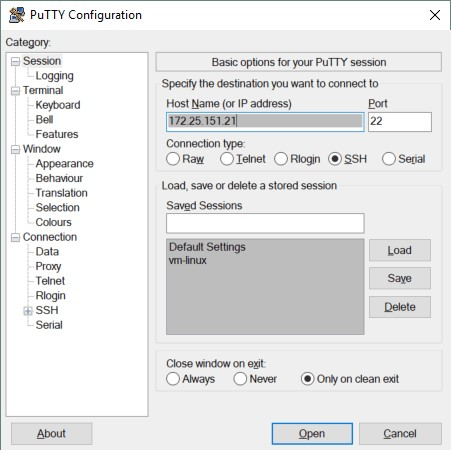 PuTTY Configuration
Category:
Session
Logging
Terminal
Keyboard
Bell
Features
Window
Appearance
Behaviour
Translation
Selection
Colours
Connection
Data
Proxy
Telnet
Rlogin
SSH
Serial
Basic options for your PuTTY session
Specify the destination you want to connect to
Host Name (or IP address) Port
172.25.151.21 22
Connection type:
Raw Telnet Rlogin SSH Serial
Load, save or delete a stored session
Saved Sessions
Default Settings
vm-linux
Load
Save
Delete
Close window on exit:
Always Never Only on clean exit
About Open Cancel